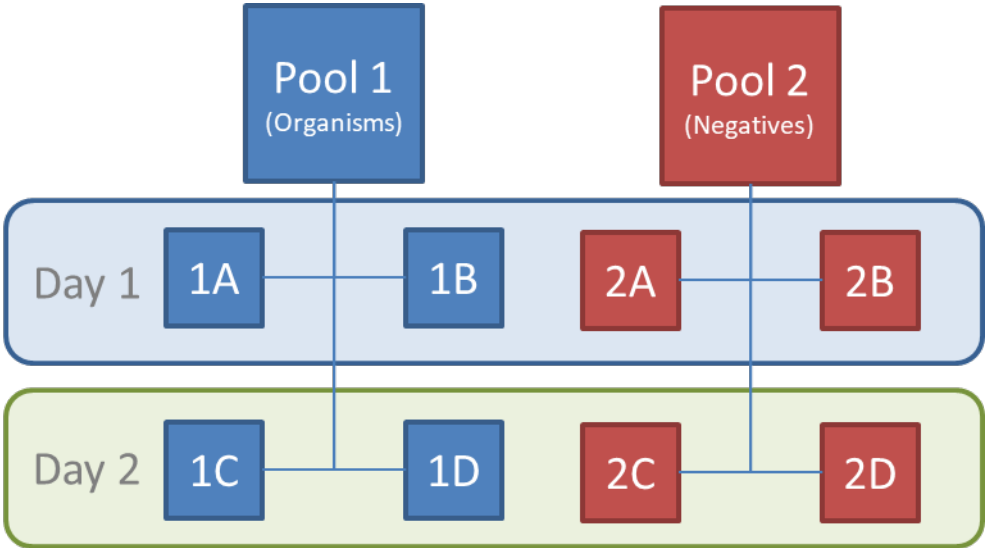 Pool 1
(Organisms)
Pool 2
(Negatives)
Day 1
1A
1B
2A
2B
Day 2
1C
1D
2C
2D